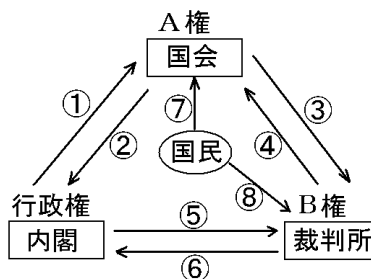 A権
国会
①
②
③
④
⑦
国民
⑧
行政権
内閣
⑤
⑥
B権
裁判所